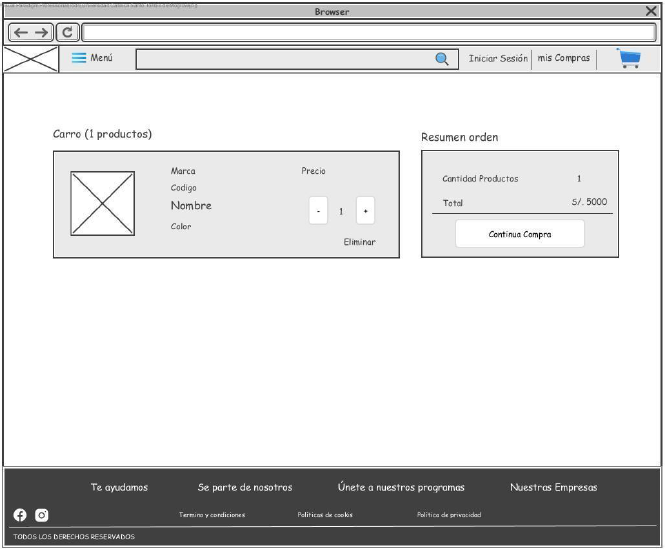 Browser
Menú
Iniciar Sesión
mis Compras
Carro (1 productos)
Resumen orden
Marca
Precio
Codigo
Nombre
- 1 +
Color
Eliminar
Cantidad Productos 1
Total S/. 5000
Continua Compra
Te ayudamos
Se parte de nosotros
Únete a nuestros programas
Nuestras Empresas
Termino y condiciones
Políticas de cookis
Política de privacidad
TODOS LOS DERECHOS RESERVADOS